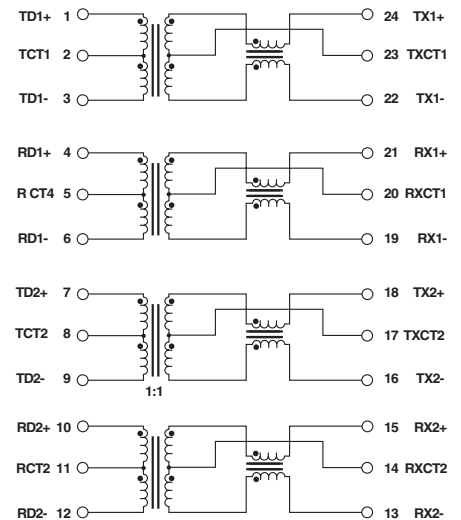 TD1+ 1 24 TX1+
TCT1 2 23 TXCT1
TD1- 3 22 TX1-
RD1+ 4 21 RX1+
R CT4 5 20 RXCT1
RD1- 6 19 RX1-
TD2+ 7 18 TX2+
TCT2 8 17 TXCT2
TD2- 9 16 TX2-
1:1
RD2+ 10 15 RX2+
RCT2 11 14 RXCT2
RD2- 12 13 RX2-